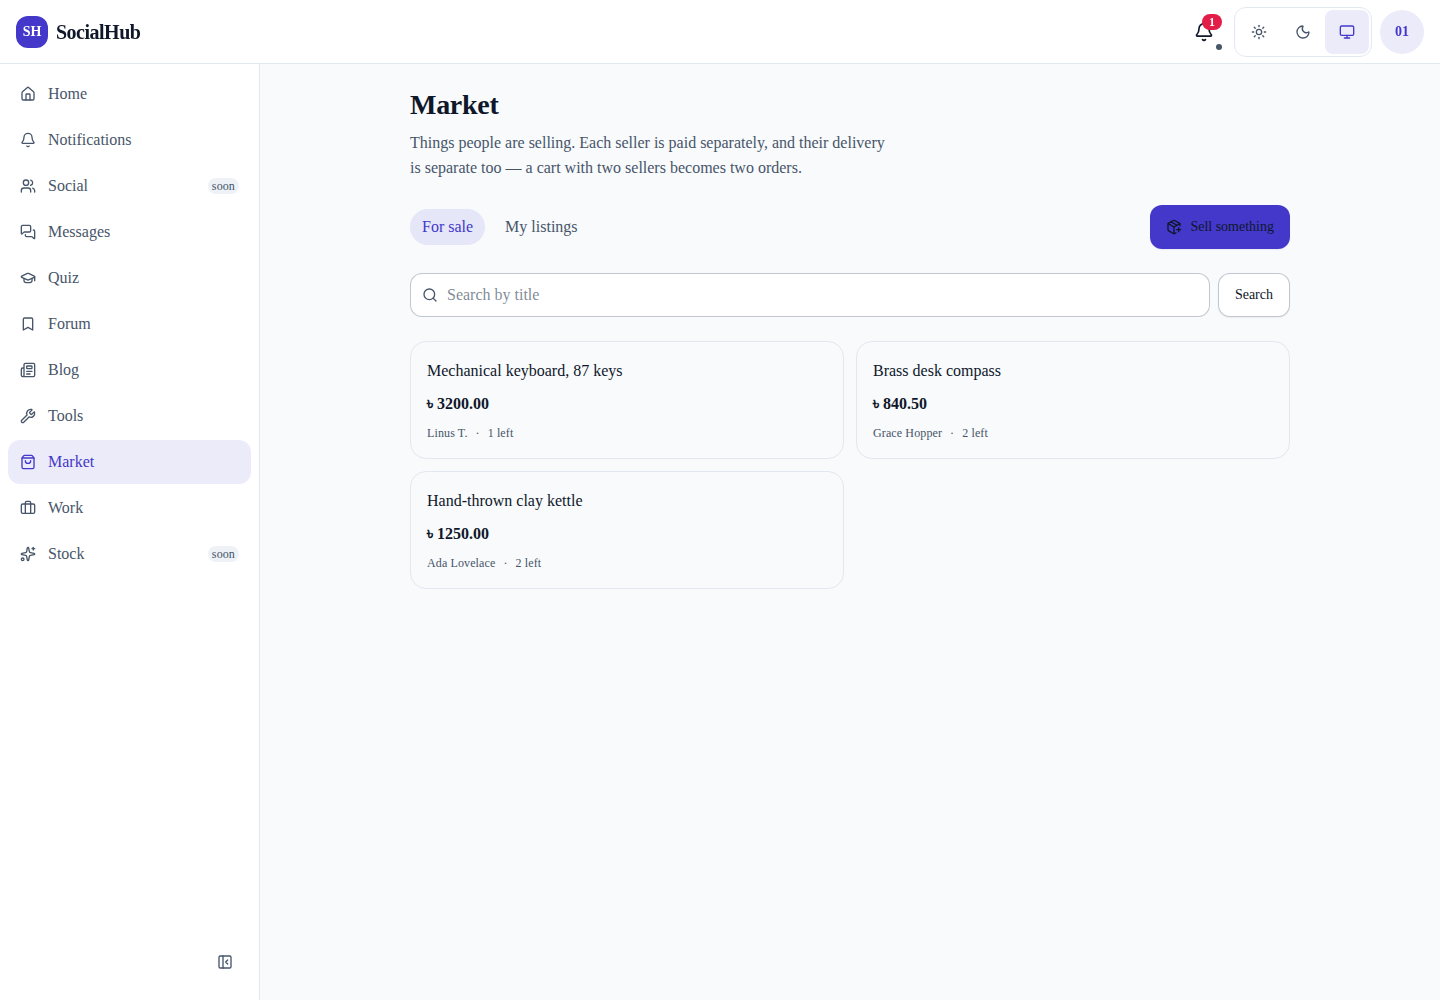 SH SocialHub
1
01
Home
Notifications
Social soon
Messages
Quiz
Forum
Blog
Tools
Market
Work
Stock soon
Market
Things people are selling. Each seller is paid separately, and their delivery
is separate too — a cart with two sellers becomes two orders.
For sale My listings
Sell something
Search by title
Search
Mechanical keyboard, 87 keys
৳ 3200.00
Linus T. · 1 left
Brass desk compass
৳ 840.50
Grace Hopper · 2 left
Hand-thrown clay kettle
৳ 1250.00
Ada Lovelace · 2 left